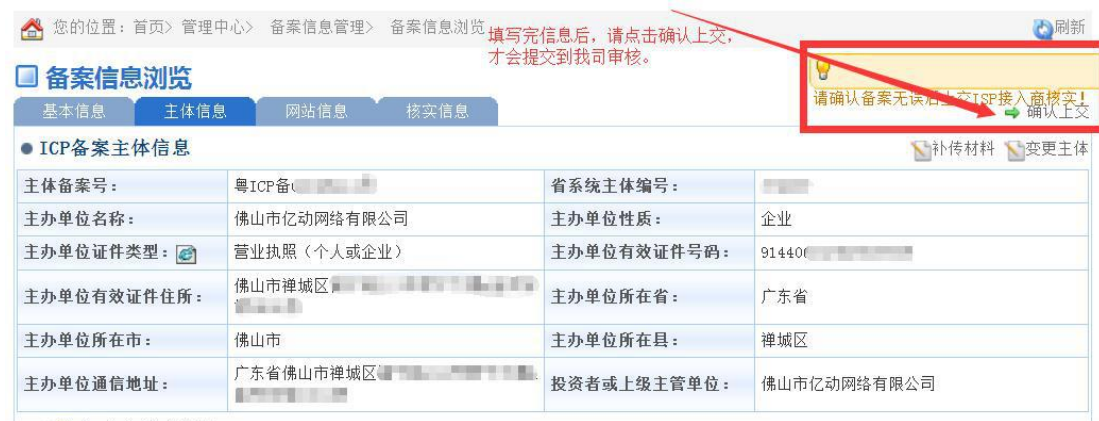 您的位置：首页> 管理中心> 备案信息管理> 备案信息浏览
刷新
填写完信息后，请点击确认上交，
才会提交到我司审核。
备案信息浏览
请确认备案无误后上交ISP接入商核实！
确认上交
基本信息 主体信息 网站信息 核实信息
ICP备案主体信息
补传材料 变更主体
主体备案号： 粤ICP备 省系统主体编号：
主办单位名称： 佛山市亿动网络有限公司 主办单位性质： 企业
主办单位证件类型： 营业执照（个人或企业） 主办单位有效证件号码： 91440
主办单位有效证件住所： 佛山市禅城区 主办单位所在省： 广东省
主办单位所在市： 佛山市 主办单位所在县： 禅城区
主办单位通信地址： 广东省佛山市禅城区 投资者或上级主管单位： 佛山市亿动网络有限公司